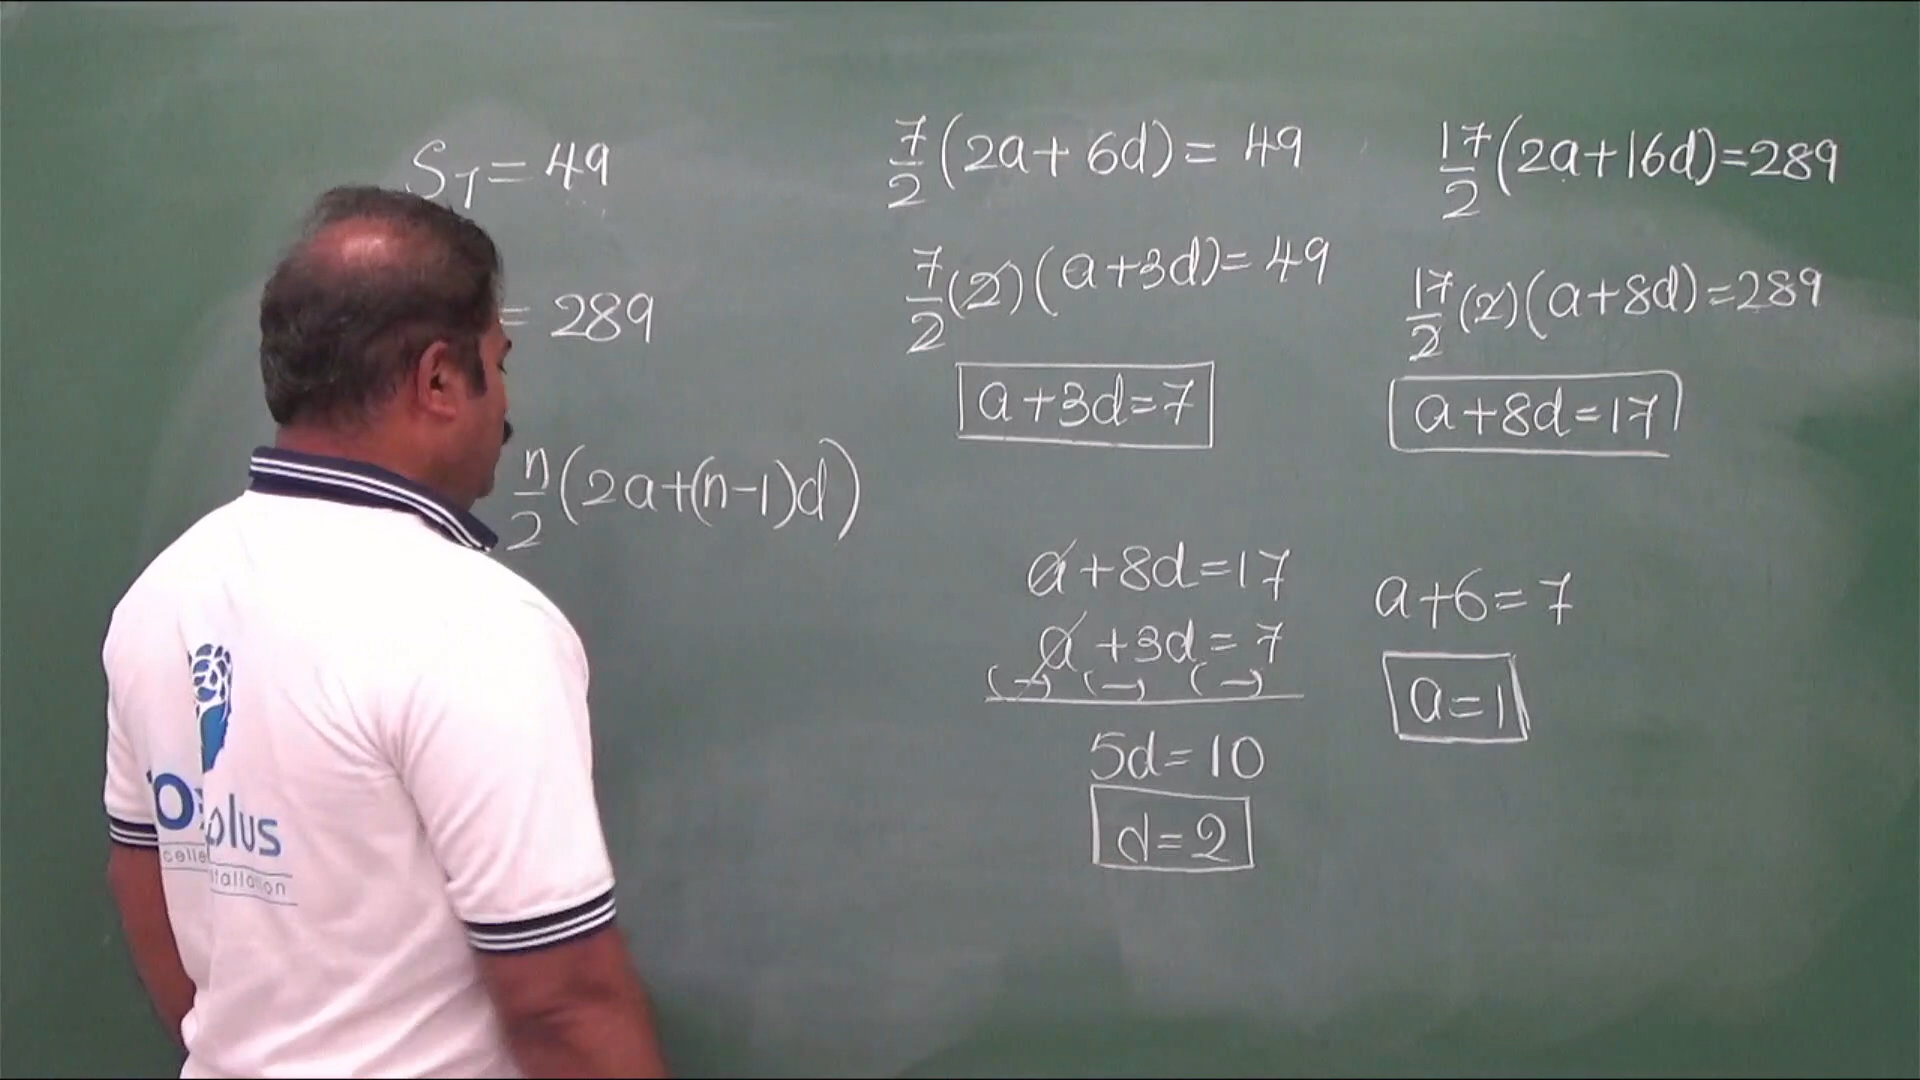 S₇ = 49
= 289
n/2 (2a+(n-1)d)
7/2 (2a+6d) = 49
7/2 (2)(a+3d) = 49
a+3d=7
17/2 (2a+16d)=289
17/2 (2)(a+8d)=289
a+8d=17
a+8d=17
a+3d=7
(-) (-) (-)
5d=10
d=2
a+6=7
a=1
plus